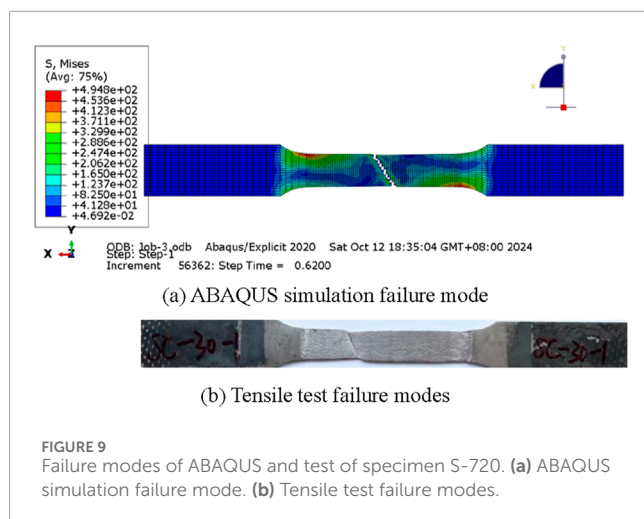 S, Mises
(Avg: 75%)
+4.948e+02
+4.536e+02
+4.123e+02
+3.711e+02
+3.299e+02
+2.886e+02
+2.474e+02
+2.062e+02
+1.650e+02
+1.237e+02
+8.250e+01
+4.128e+01
+4.692e-02
Y
X
Y
X Z
ODB: Job-3.odb Abaqus/Explicit 2020 Sat Oct 12 18:35:04 GMT+08:00 2024
Step: Step-1
Increment 56362: Step Time = 0.6200
(a) ABAQUS simulation failure mode
SC-30-1
SC-30-1
(b) Tensile test failure modes
FIGURE 9
Failure modes of ABAQUS and test of specimen S-720. (a) ABAQUS
simulation failure mode. (b) Tensile test failure modes.